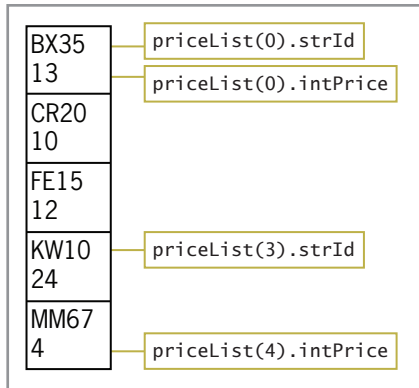 BX35
priceList(0).strId
13
priceList(0).intPrice
CR20
10
FE15
12
KW10
priceList(3).strId
24
MM67
4
priceList(4).intPrice